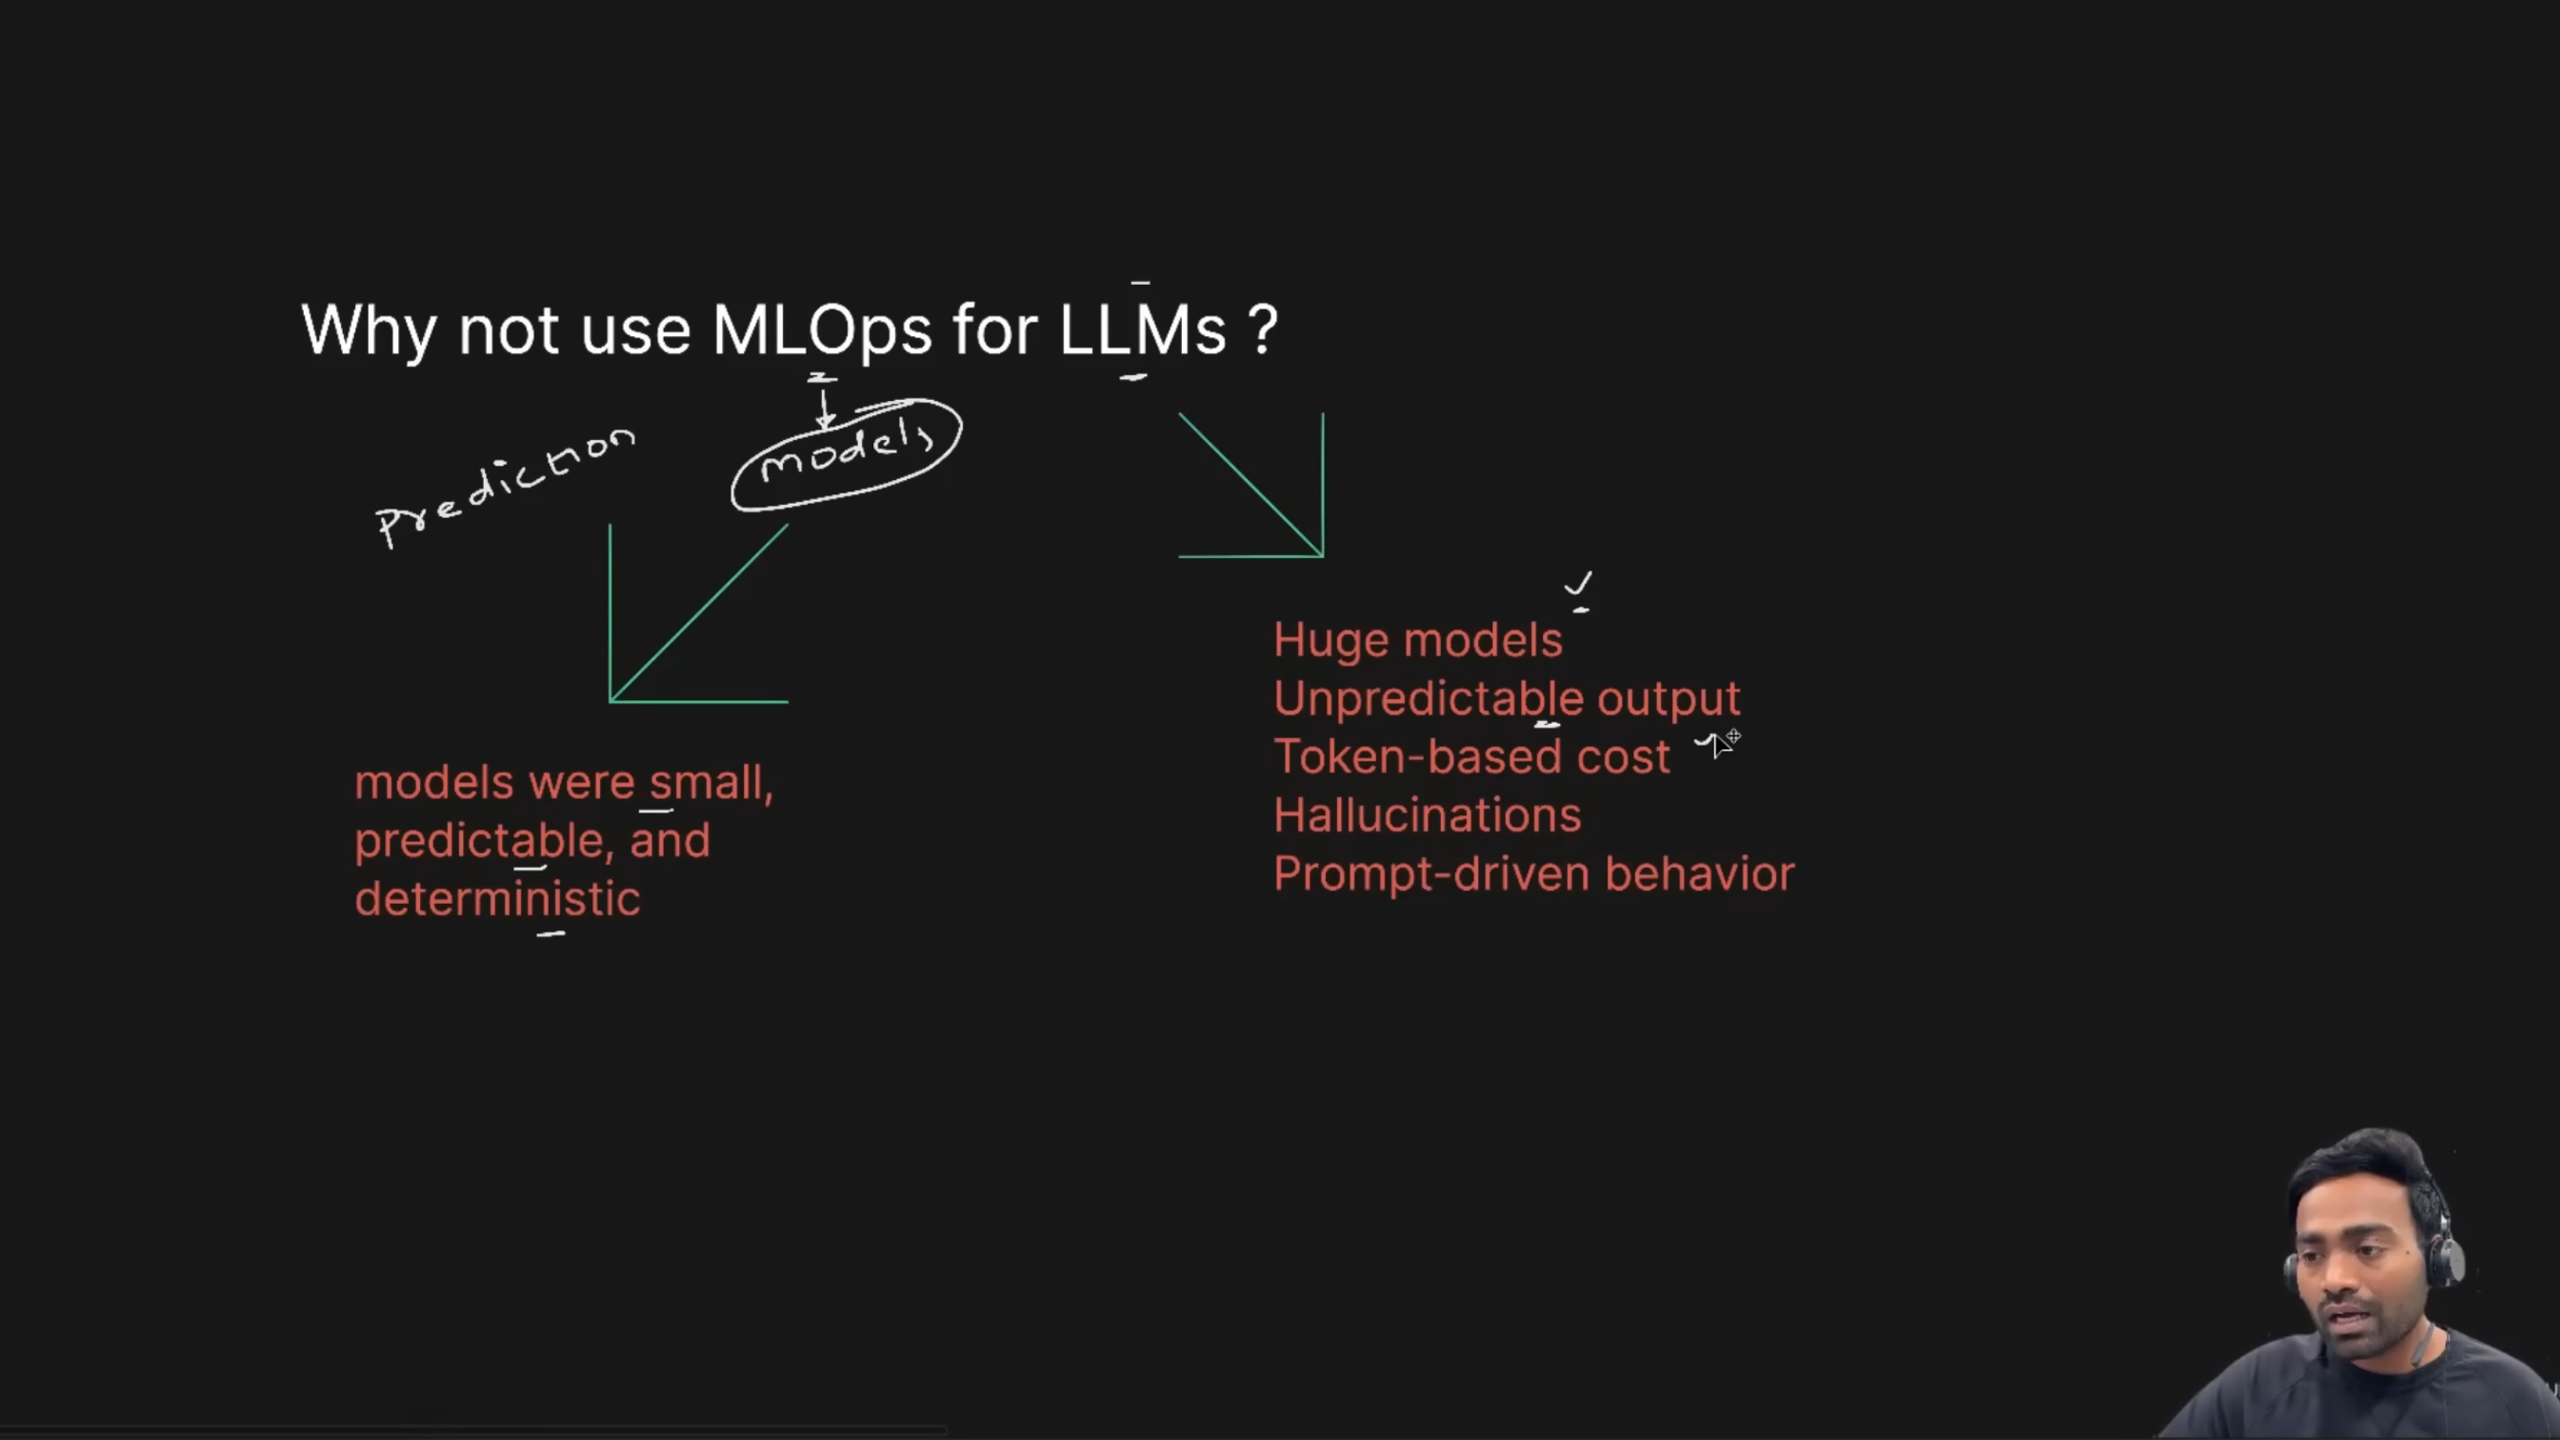 Why not use MLOps for LLMs ?
prediction
models
models were small,
predictable, and
deterministic
Huge models
Unpredictable output
Token-based cost
Hallucinations
Prompt-driven behavior